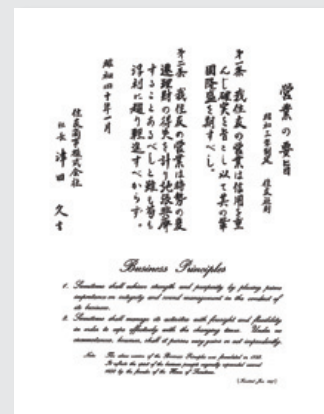 営業の要旨
昭和三年制定 住友社則
第一条 我住友の営業は信用を重
んじ確実を旨とし以て其の鞏
固隆盛を期すべし。
第二条 我住友の営業は時勢の変
遷理財の得失を計り弛張興廃
することあるべしと雖も苟も
浮利に趨り軽進すべからず。
昭和四十年一月
住友商事株式会社
社長 津田 久
Business Principles
1. Sumitomo shall achieve strength and prosperity by placing prime
importance on integrity and sound management in the conduct of
its business.
2. Sumitomo shall manage its activities with foresight and flexibility
in order to cope effectively with the changing times. Under no
circumstances, however, shall it pursue easy gains or act imprudently.